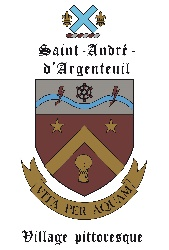 Saint-André-
d'Argenteuil
VITA PER AQUAM
Village pittoresque